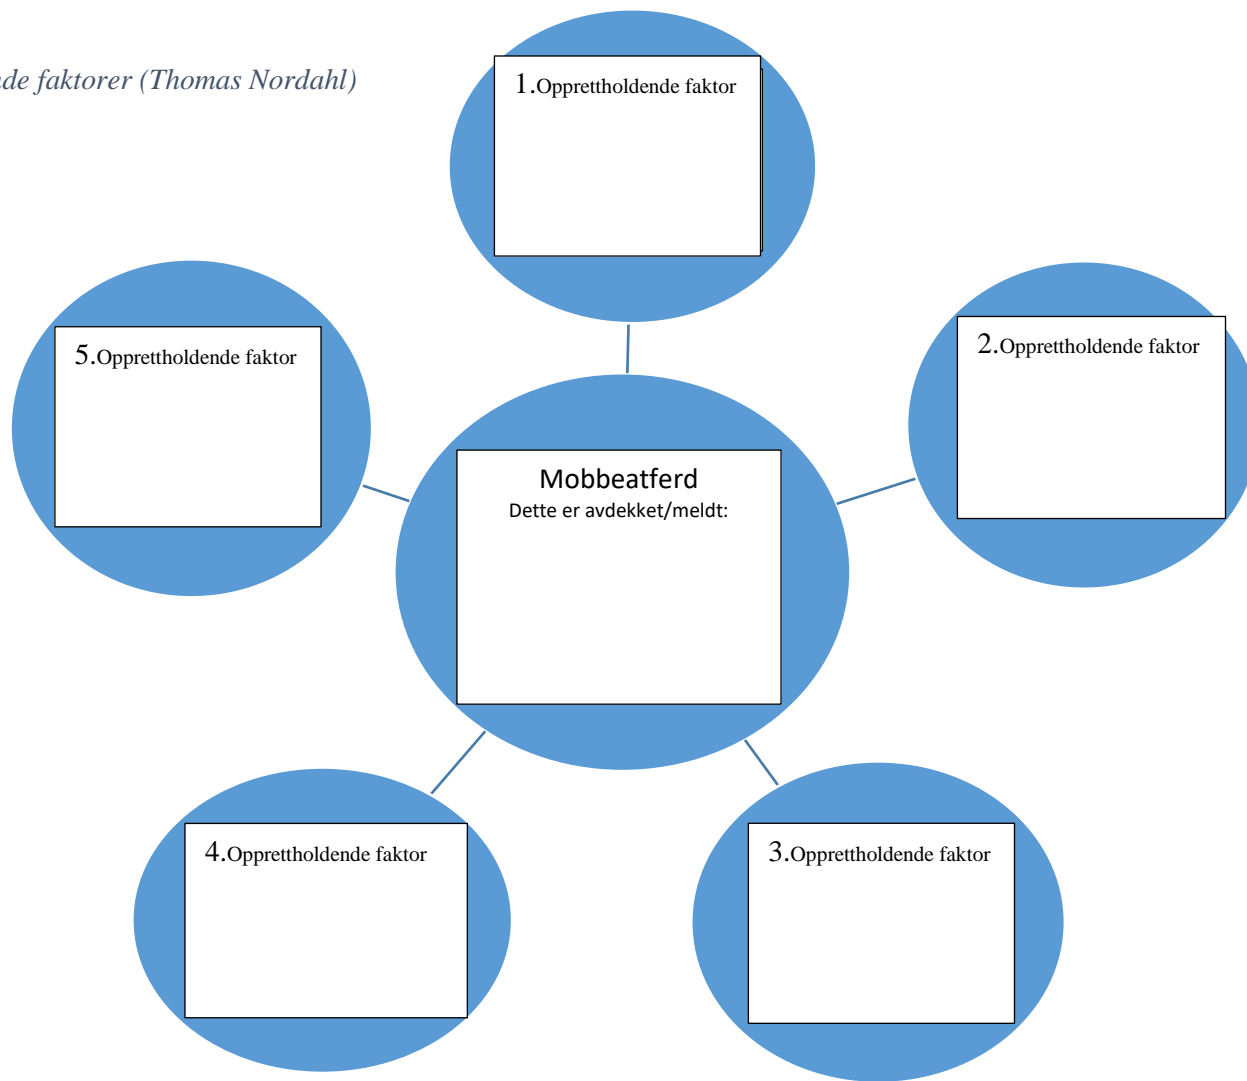 faktorer (Thomas Nordahl)
1.Opprettholdende faktor
5.Opprettholdende faktor
2.Opprettholdende faktor
Mobbeatferd
Dette er avdekket/meldt:
4.Opprettholdende faktor
3.Opprettholdende faktor